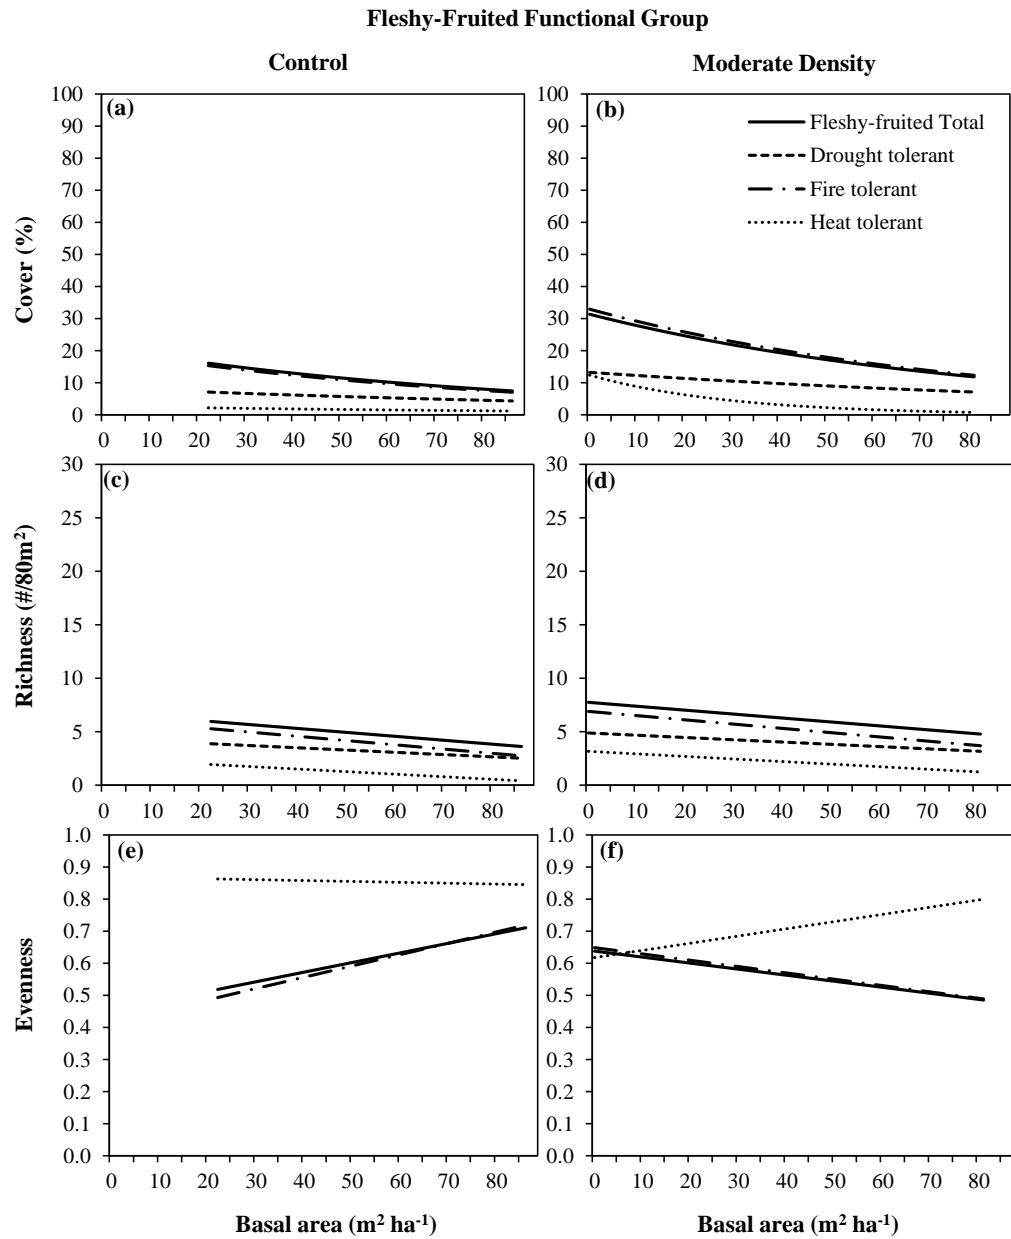 Fleshy-Fruited Functional Group
Control
Moderate Density
Cover (%)
100
90
80
70
60
50
40
30
20
10
0
(a)
0 10 20 30 40 50 60 70 80
100
90
80
70
60
50
40
30
20
10
0
(b)
Fleshy-fruited Total
Drought tolerant
Fire tolerant
Heat tolerant
0 10 20 30 40 50 60 70 80
Richness (#/80m²)
30
25
20
15
10
5
0
(c)
0 10 20 30 40 50 60 70 80
30
25
20
15
10
5
0
(d)
0 10 20 30 40 50 60 70 80
Evenness
1.0
0.9
0.8
0.7
0.6
0.5
0.4
0.3
0.2
0.1
0.0
(e)
0 10 20 30 40 50 60 70 80
Basal area (m² ha⁻¹)
1.0
0.9
0.8
0.7
0.6
0.5
0.4
0.3
0.2
0.1
0.0
(f)
0 10 20 30 40 50 60 70 80
Basal area (m² ha⁻¹)